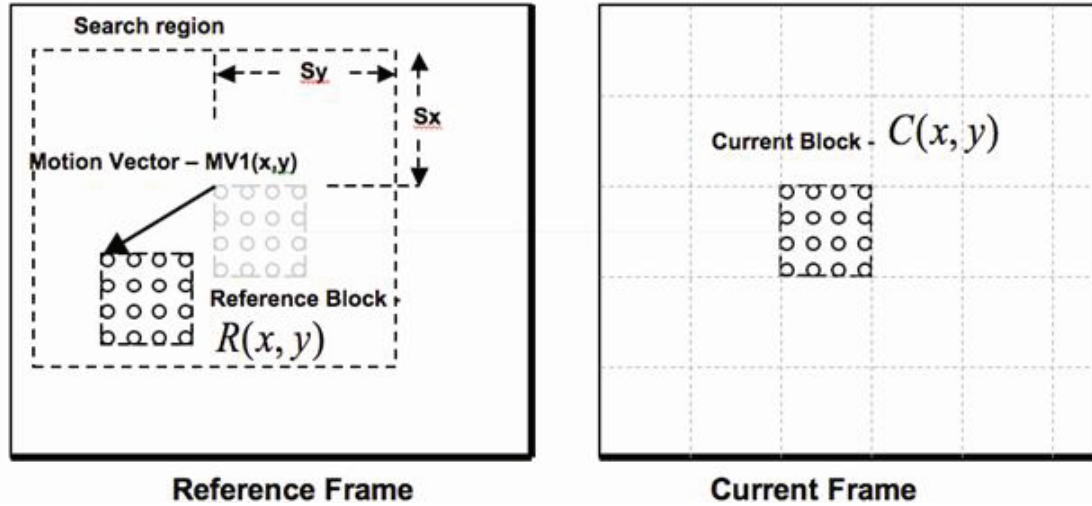 Search region
Sy
Sx
Motion Vector – MV1(x,y)
Reference Block -
R(x, y)
Current Block - C(x, y)
Reference Frame
Current Frame